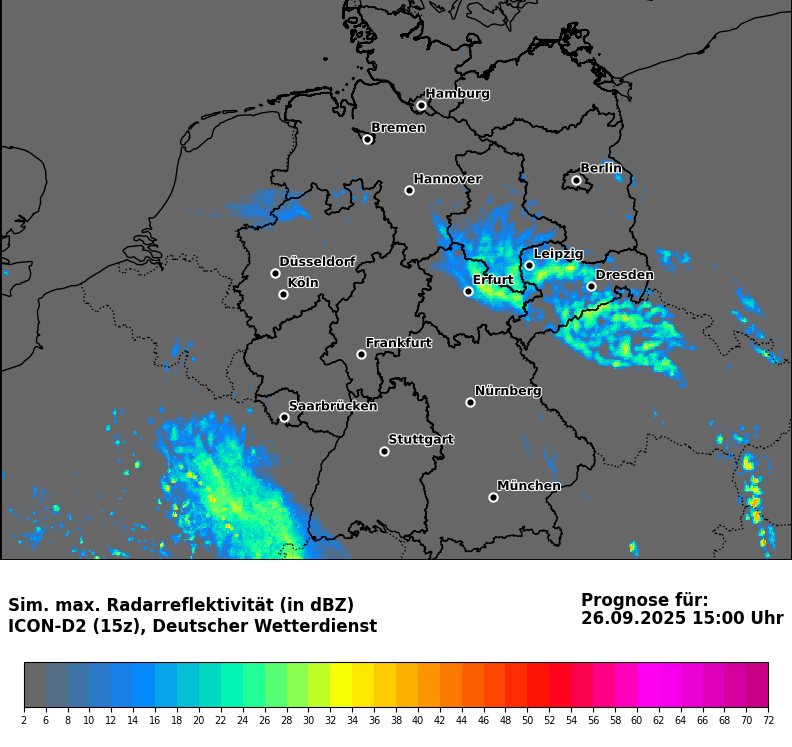 Hamburg
Bremen
Berlin
Hannover
Leipzig
Düsseldorf
Dresden
Köln
Erfurt
Frankfurt
Nürnberg
Saarbrücken
Stuttgart
München
Sim. max. Radarreflektivität (in dBZ)
ICON-D2 (15z), Deutscher Wetterdienst
Prognose für:
26.09.2025 15:00 Uhr
2 6 8 10 12 14 16 18 20 22 24 26 28 30 32 34 36 38 40 42 44 46 48 50 52 54 56 58 60 62 64 66 68 70 72